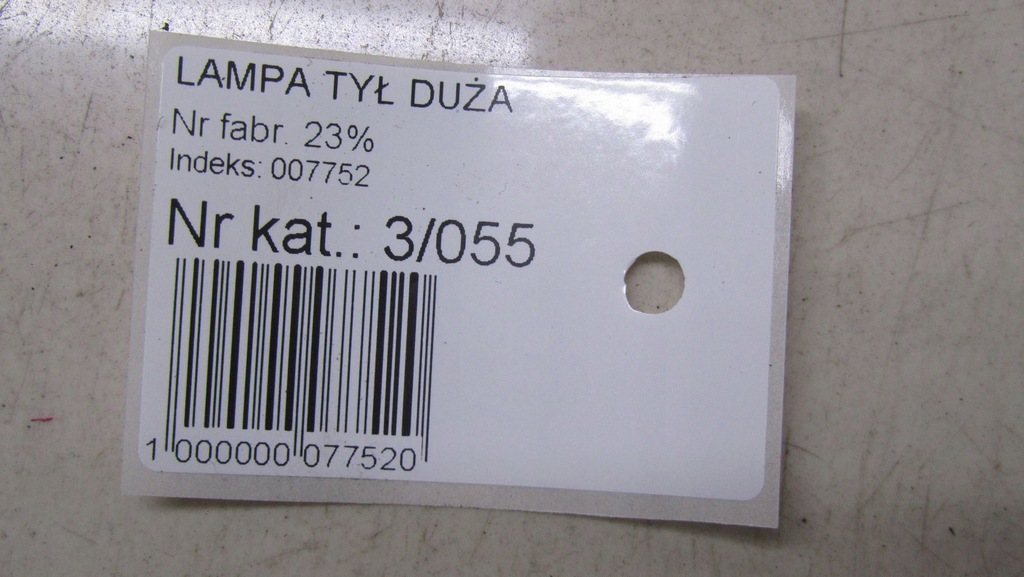 LAMPA TYŁ DUŻA
Nr fabr. 23%
Indeks: 007752
Nr kat.: 3/055
1 000000 077520